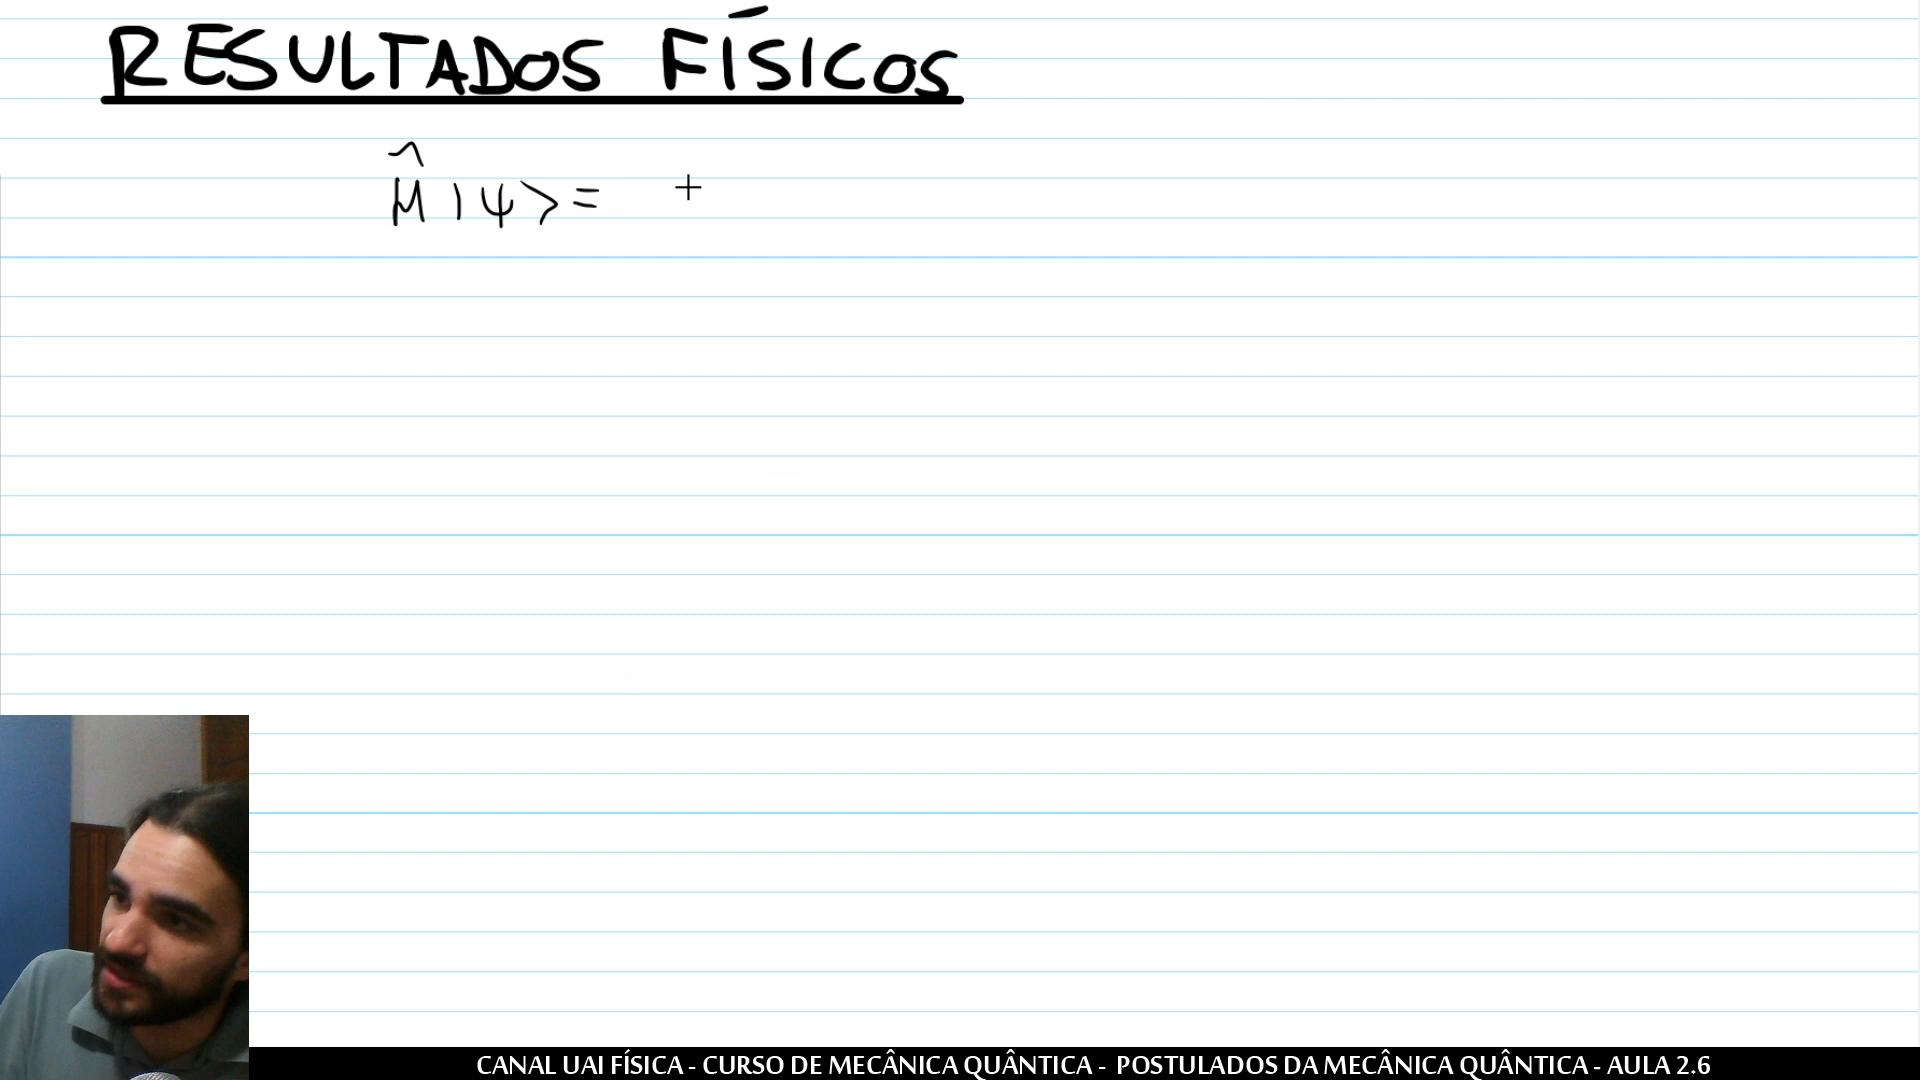 RESULTADOS FÍSICOS
M̂ |ψ> =
CANAL UAI FÍSICA - CURSO DE MECÂNICA QUÂNTICA - POSTULADOS DA MECÂNICA QUÂNTICA - AULA 2.6